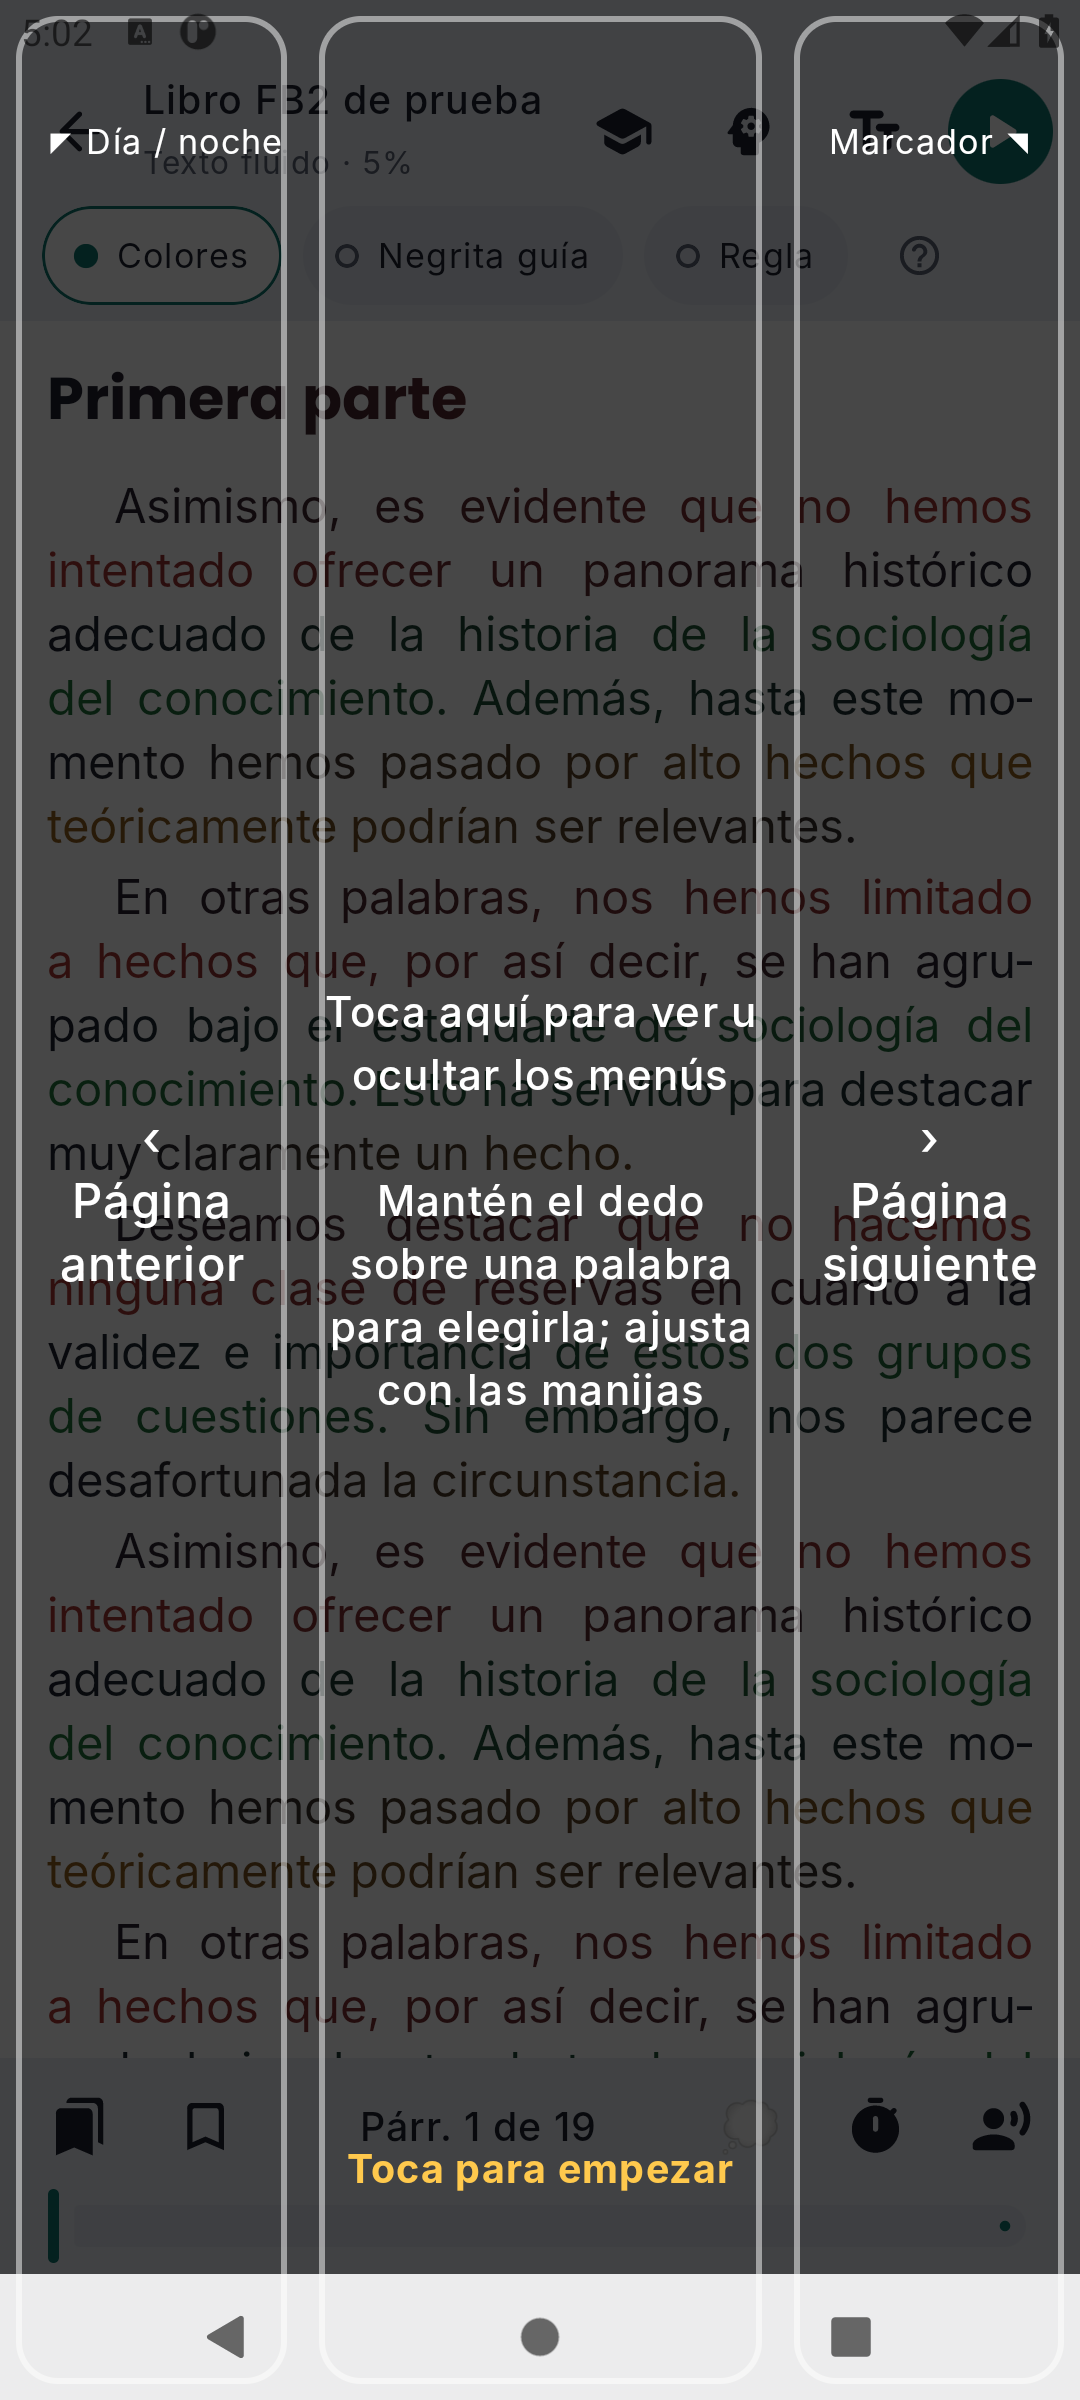 5:02
Libro FB2 de prueba
Día / noche
Marcador
Texto fluido · 5%
Colores
Negrita guía
Regla
Primera parte
Asimismo, es evidente que no hemos
intentado ofrecer un panorama histórico
adecuado de la historia de la sociología
del conocimiento. Además, hasta este mo-
mento hemos pasado por alto hechos que
teóricamente podrían ser relevantes.
En otras palabras, nos hemos limitado
a hechos que, por así decir, se han agru-
pado bajo el estandarte de sociología del
conocimiento. Esto ha servido para destacar
muy claramente un hecho.
Deseamos destacar que no hacemos
ninguna clase de reservas en cuanto a la
validez e importancia de estos dos grupos
de cuestiones. Sin embargo, nos parece
desafortunada la circunstancia.
Asimismo, es evidente que no hemos
intentado ofrecer un panorama histórico
adecuado de la historia de la sociología
del conocimiento. Además, hasta este mo-
mento hemos pasado por alto hechos que
teóricamente podrían ser relevantes.
En otras palabras, nos hemos limitado
a hechos que, por así decir, se han agru-
Toca aquí para ver u
ocultar los menús
‹
Página
anterior
Mantén el dedo
sobre una palabra
para elegirla; ajusta
con las manijas
›
Página
siguiente
Párr. 1 de 19
Toca para empezar